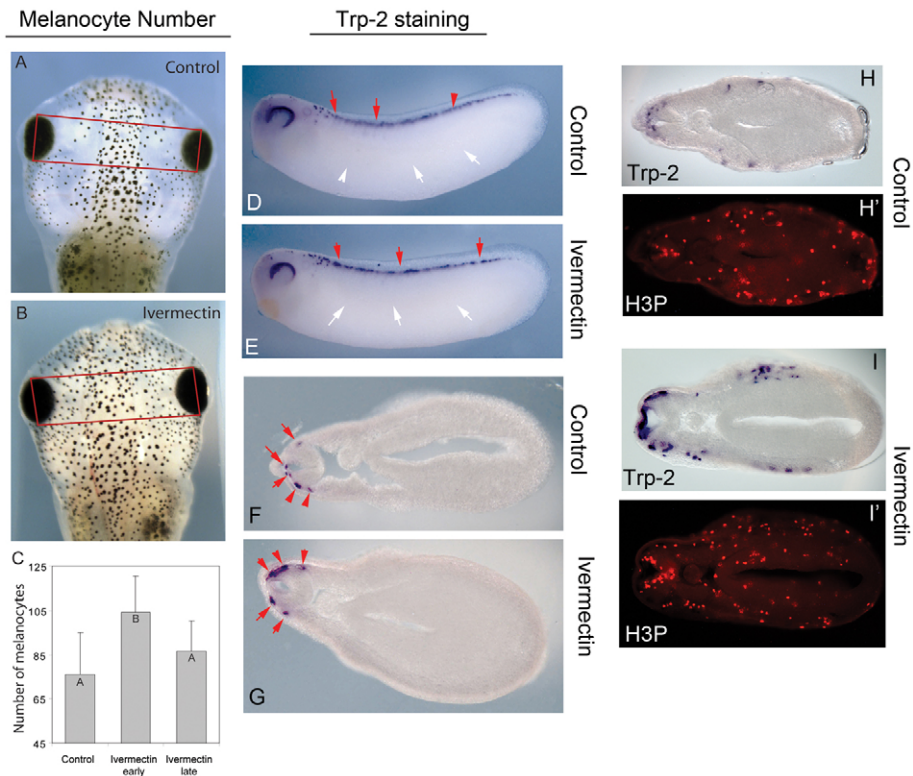 Melanocyte Number
Trp-2 staining
A
Control
B
Ivermectin
C
Number of melanocytes
125
105
85
65
45
A
B
A
Control
Ivermectin early
Ivermectin late
D
Control
E
Ivermectin
F
Control
G
Ivermectin
H
Trp-2
H'
H3P
Control
I
Trp-2
I'
H3P
Ivermectin